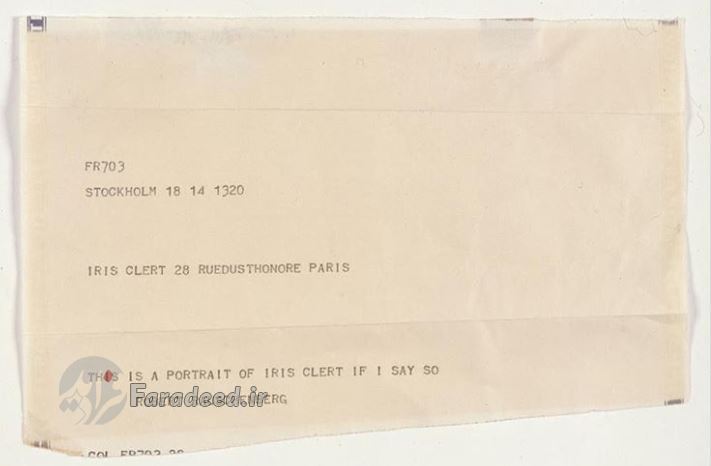 FR703
STOCKHOLM 18 14 1320
IRIS CLERT 28 RUEDUSTHONORE PARIS
THIS IS A PORTRAIT OF IRIS CLERT IF I SAY SO
Faradeed.ir